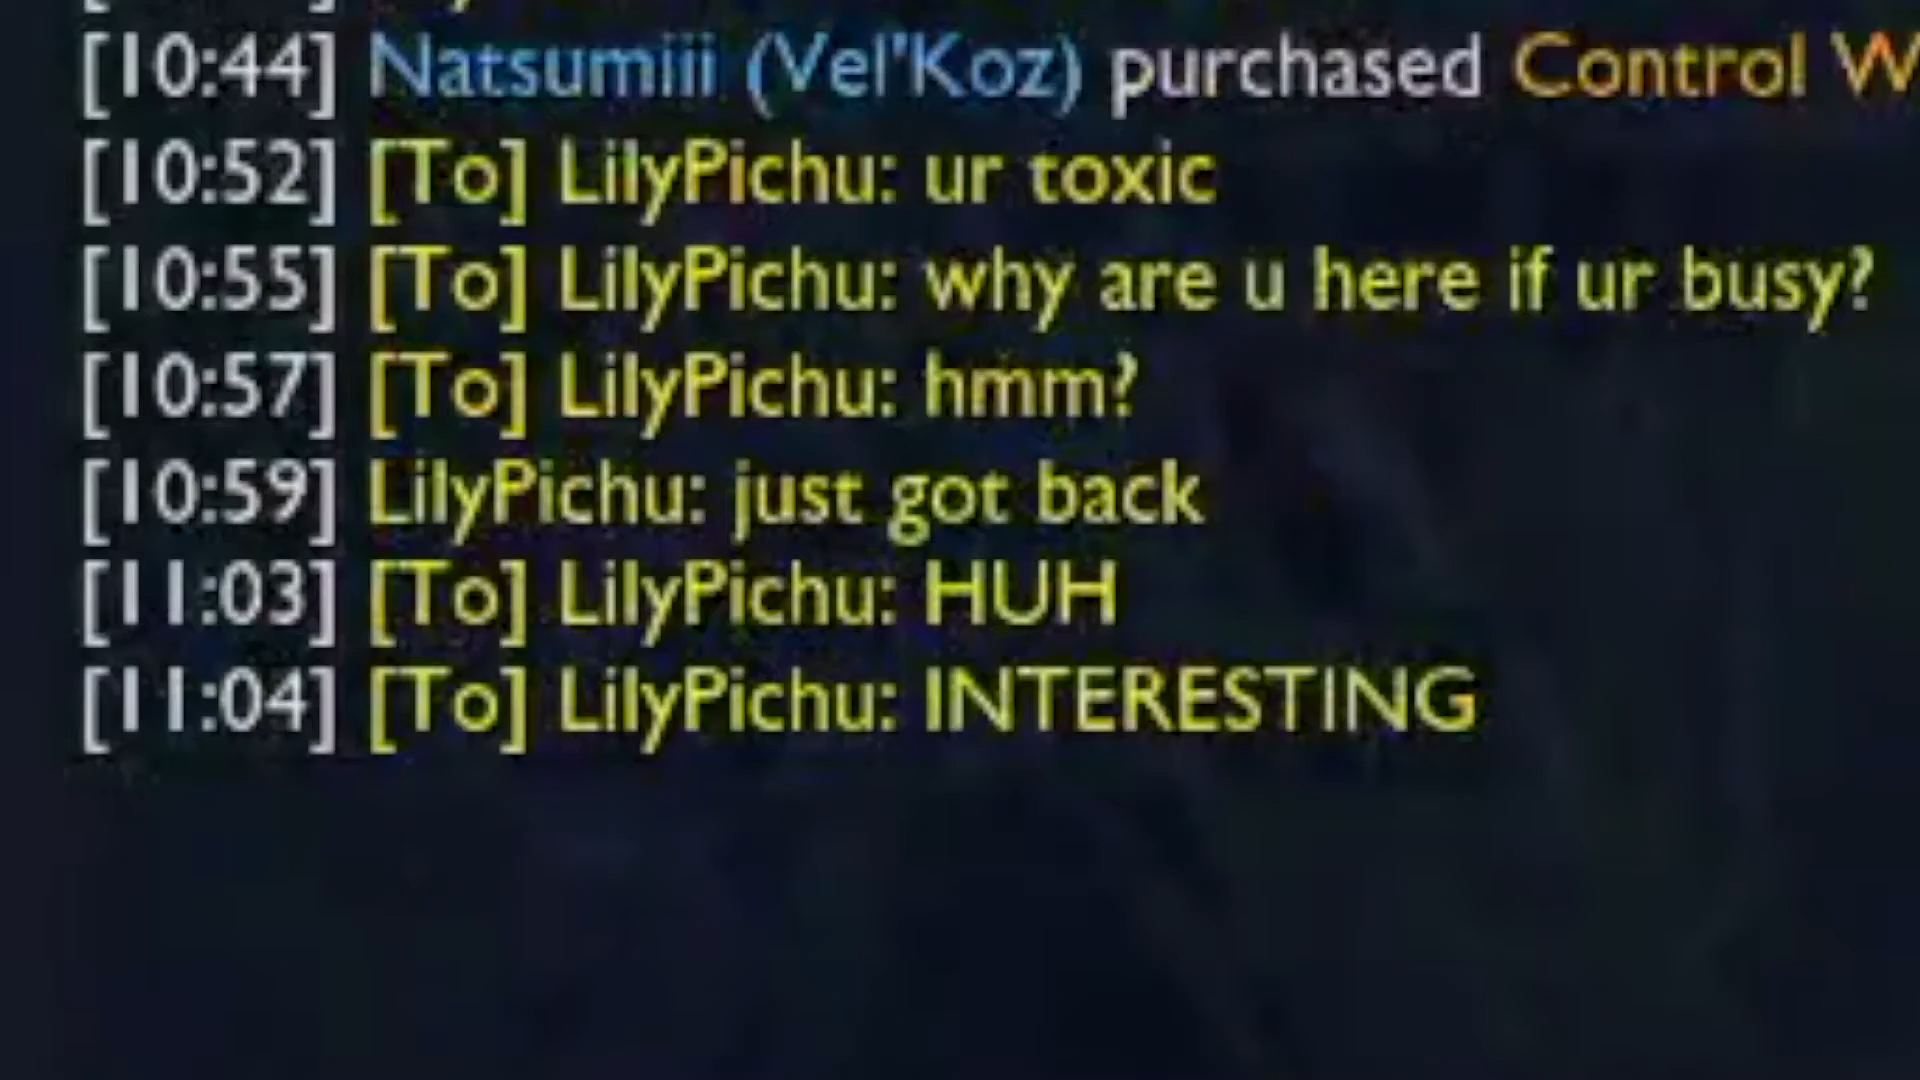 [10:44] Natsumiii (Vel'Koz) purchased Control
[10:52] [To] LilyPichu: ur toxic
[10:55] [To] LilyPichu: why are u here if ur busy?
[10:57] [To] LilyPichu: hmm?
[10:59] LilyPichu: just got back
[11:03] [To] LilyPichu: HUH
[11:04] [To] LilyPichu: INTERESTING